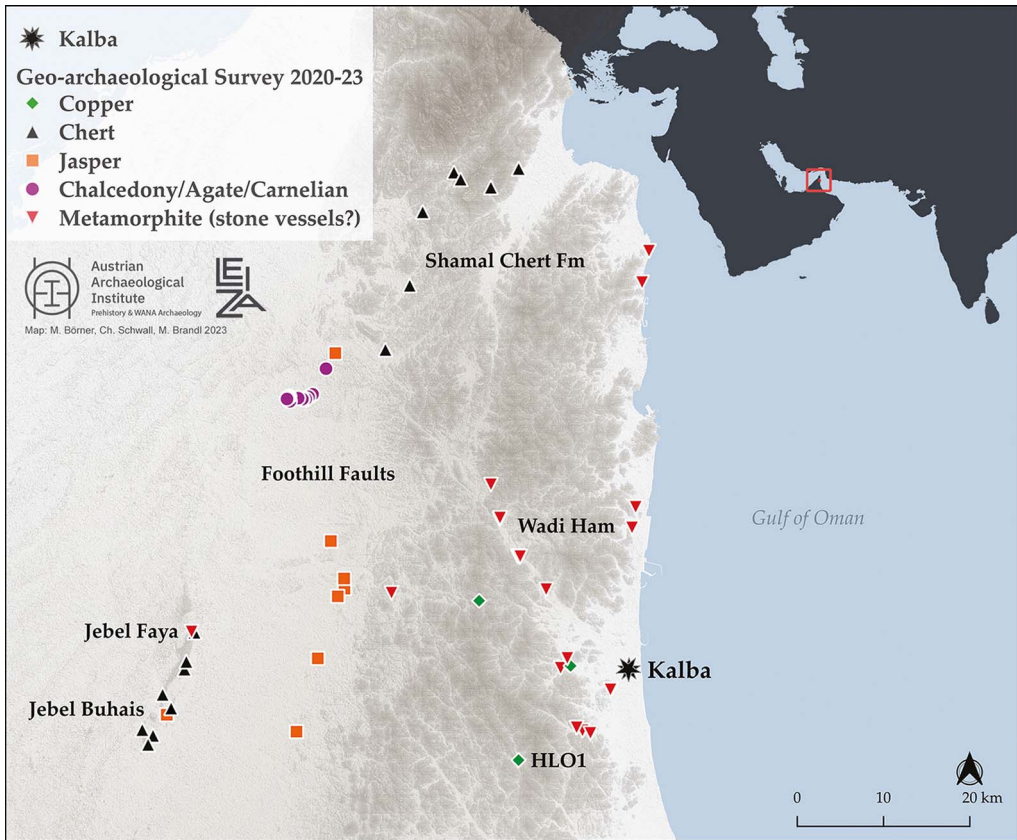 Kalba
Geo-archaeological Survey 2020-23
Copper
Chert
Jasper
Chalcedony/Agate/Carnelian
Metamorphite (stone vessels?)
Austrian
Archaeological
Institute
Prehistory & WANA Archaeology
LEIZA
Map: M. Börner, Ch. Schwall, M. Brandl 2023
Shamal Chert Fm
Foothill Faults
Wadi Ham
Gulf of Oman
Jebel Faya
Kalba
Jebel Buhais
HLO1
0 10 20 km